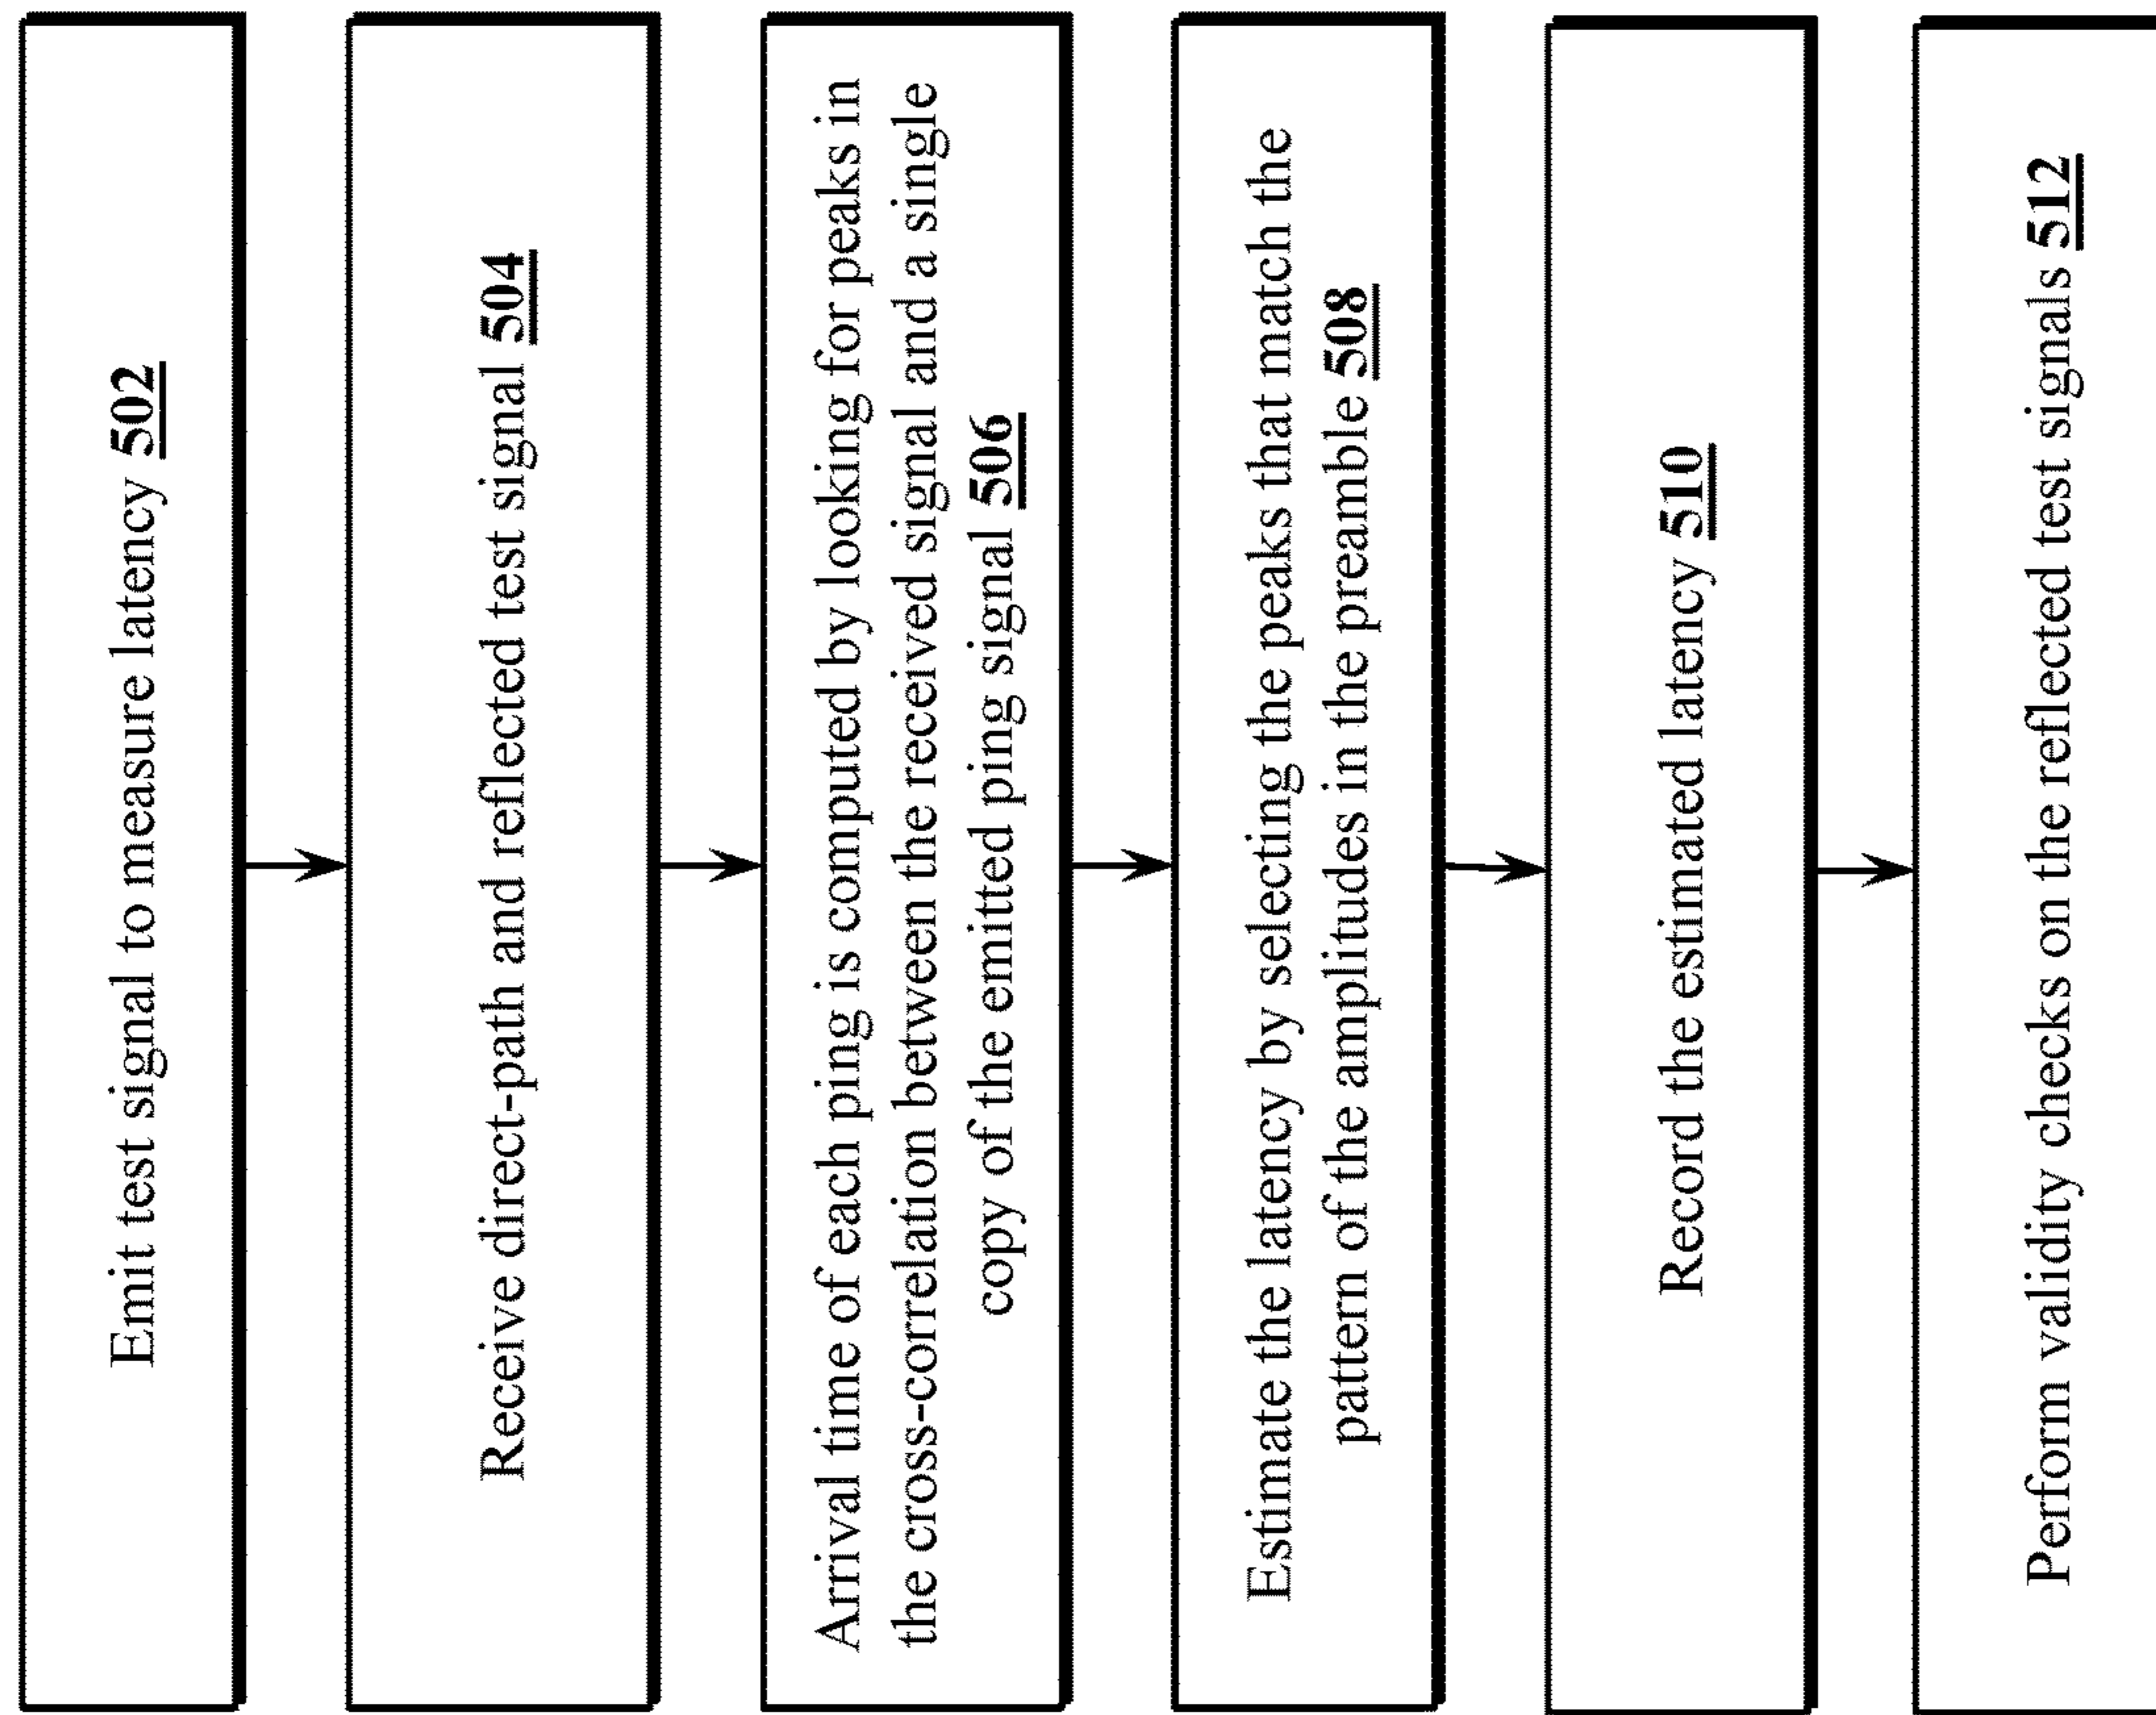 Emit test signal to measure latency 502
Receive direct-path and reflected test signal 504
Arrival time of each ping is computed by looking for peaks in
the cross-correlation between the received signal and a single
copy of the emitted ping signal 506
Estimate the latency by selecting the peaks that match the
pattern of the amplitudes in the preamble 508
Record the estimated latency 510
Perform validity checks on the reflected test signals 512